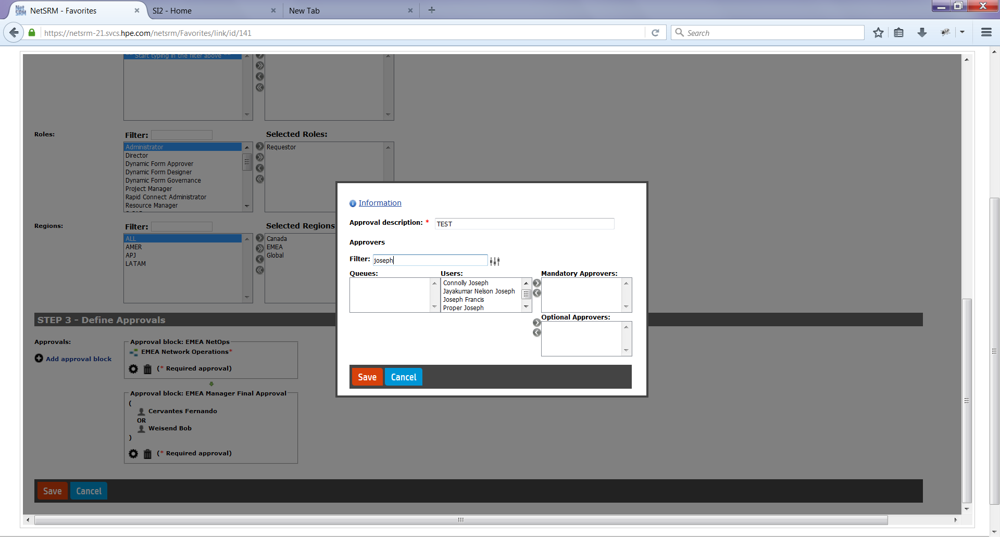 NetSRM - Favorites
SI2 - Home
New Tab
https://netsrm-21.svcs.hpe.com/netsrm/Favorites/link/id/141
Search
Start typing in the filter above
Roles:
Filter:
Selected Roles:
Administrator
Director
Dynamic Form Approver
Dynamic Form Designer
Dynamic Form Governance
Project Manager
Rapid Connect Administrator
Resource Manager
Requestor
Regions:
Filter:
Selected Regions
ALL
AMER
APJ
LATAM
Canada
EMEA
Global
Information
Approval description: * TEST
Approvers
Filter: joseph
Queues:
Users:
Mandatory Approvers:
Connolly Joseph
Jayakumar Nelson Joseph
Joseph Francis
Proper Joseph
Optional Approvers:
Save
Cancel
STEP 3 - Define Approvals
Approvals:
Add approval block
Approval block: EMEA NetOps
EMEA Network Operations*
(* Required approval)
Approval block: EMEA Manager Final Approval
(
Cervantes Fernando
OR
Weisend Bob
)
(* Required approval)
Save
Cancel